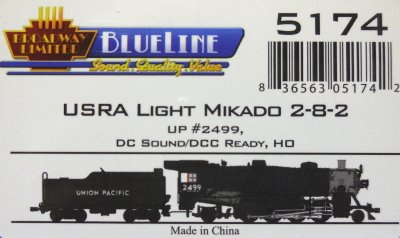 BROADWAY
LIMITED
BLUELINE
Sound Quality Value
5174
8 36563 05174 2
USRA LIGHT MIKADO 2-8-2
UP #2499,
DC SOUND/DCC READY, HO
UNION PACIFIC
2499
Made in China